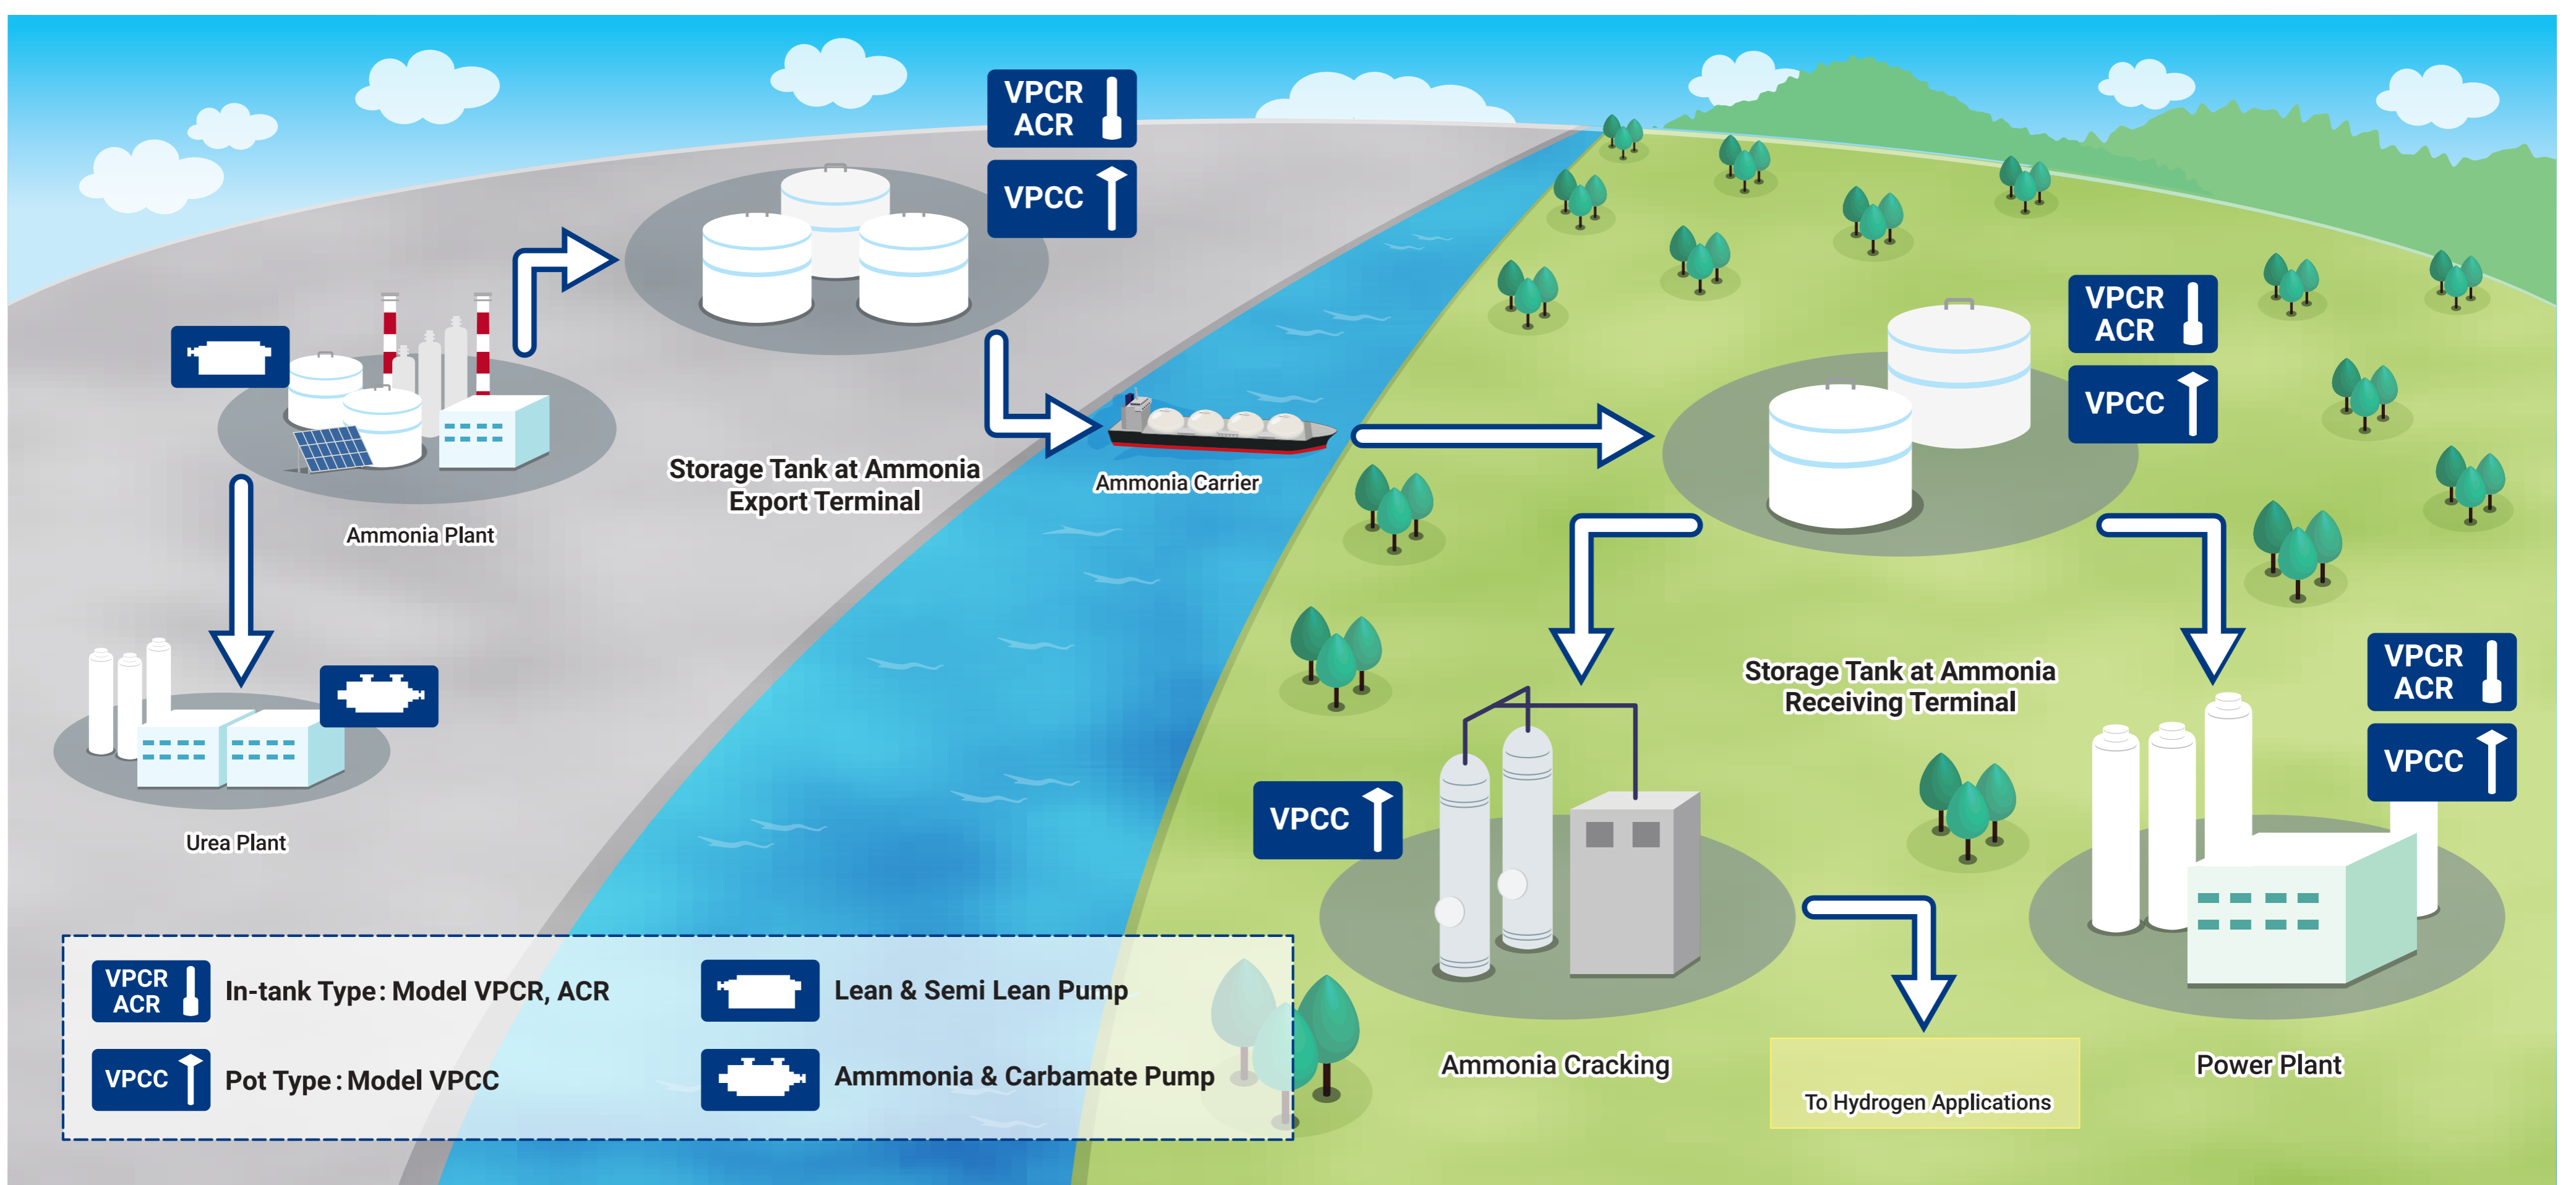 VPCR
ACR
VPCC
VPCR
ACR
VPCC
Storage Tank at Ammonia
Export Terminal
Ammonia Carrier
Ammonia Plant
Storage Tank at Ammonia
Receiving Terminal
VPCR
ACR
VPCC
VPCC
Urea Plant
VPCR
ACR
In-tank Type : Model VPCR, ACR
Lean & Semi Lean Pump
VPCC
Pot Type : Model VPCC
Ammmonia & Carbamate Pump
Ammonia Cracking
To Hydrogen Applications
Power Plant